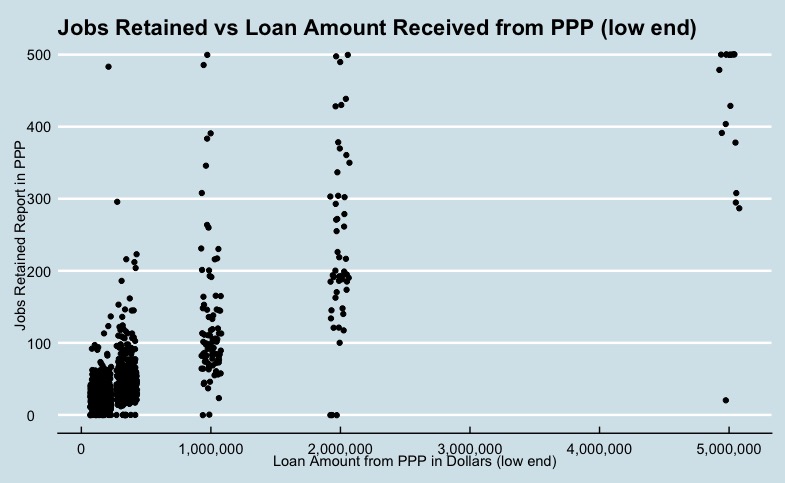 Jobs Retained vs Loan Amount Received from PPP (low end)
Jobs Retained Report in PPP
500
400
300
200
100
0
0 1,000,000 2,000,000 3,000,000 4,000,000 5,000,000
Loan Amount from PPP in Dollars (low end)